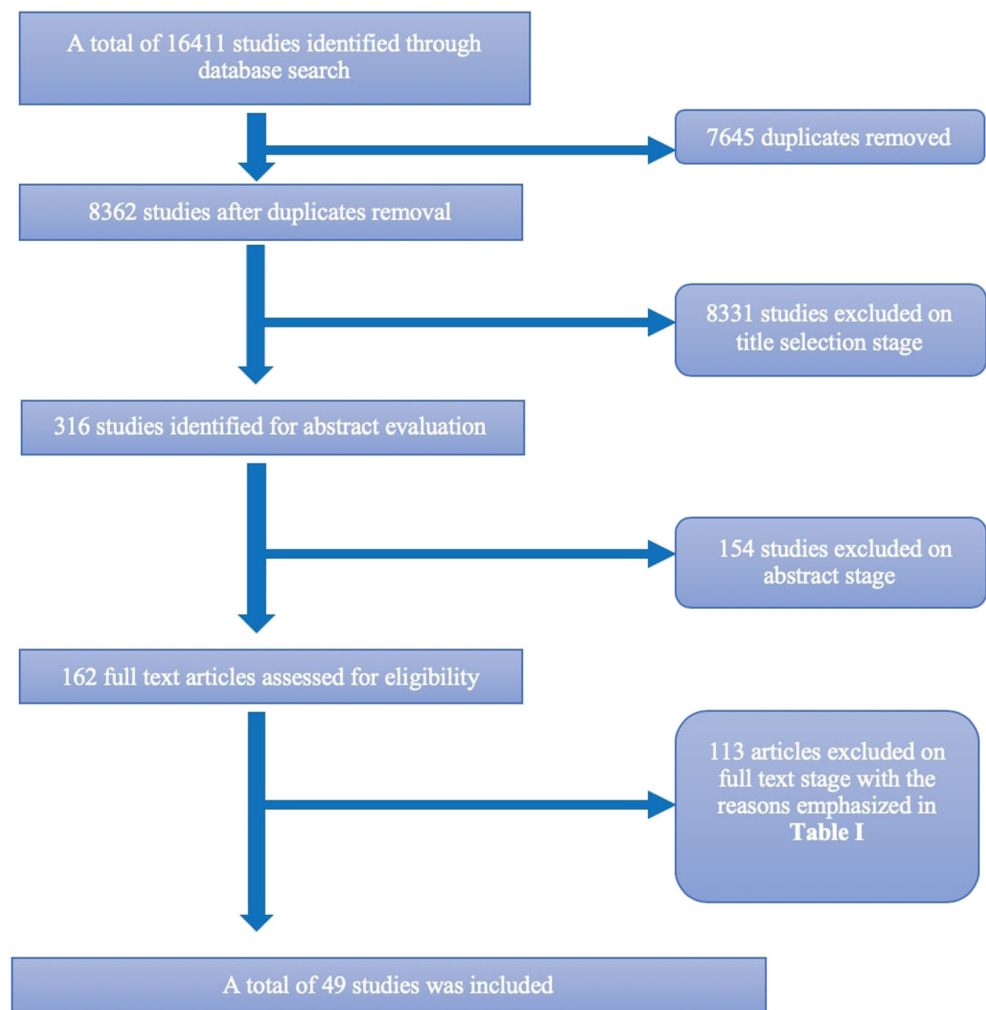 A total of 16411 studies identified through
database search
7645 duplicates removed
8362 studies after duplicates removal
8331 studies excluded on
title selection stage
316 studies identified for abstract evaluation
154 studies excluded on
abstract stage
162 full text articles assessed for eligibility
113 articles excluded on
full text stage with the
reasons emphasized in
Table I
A total of 49 studies was included